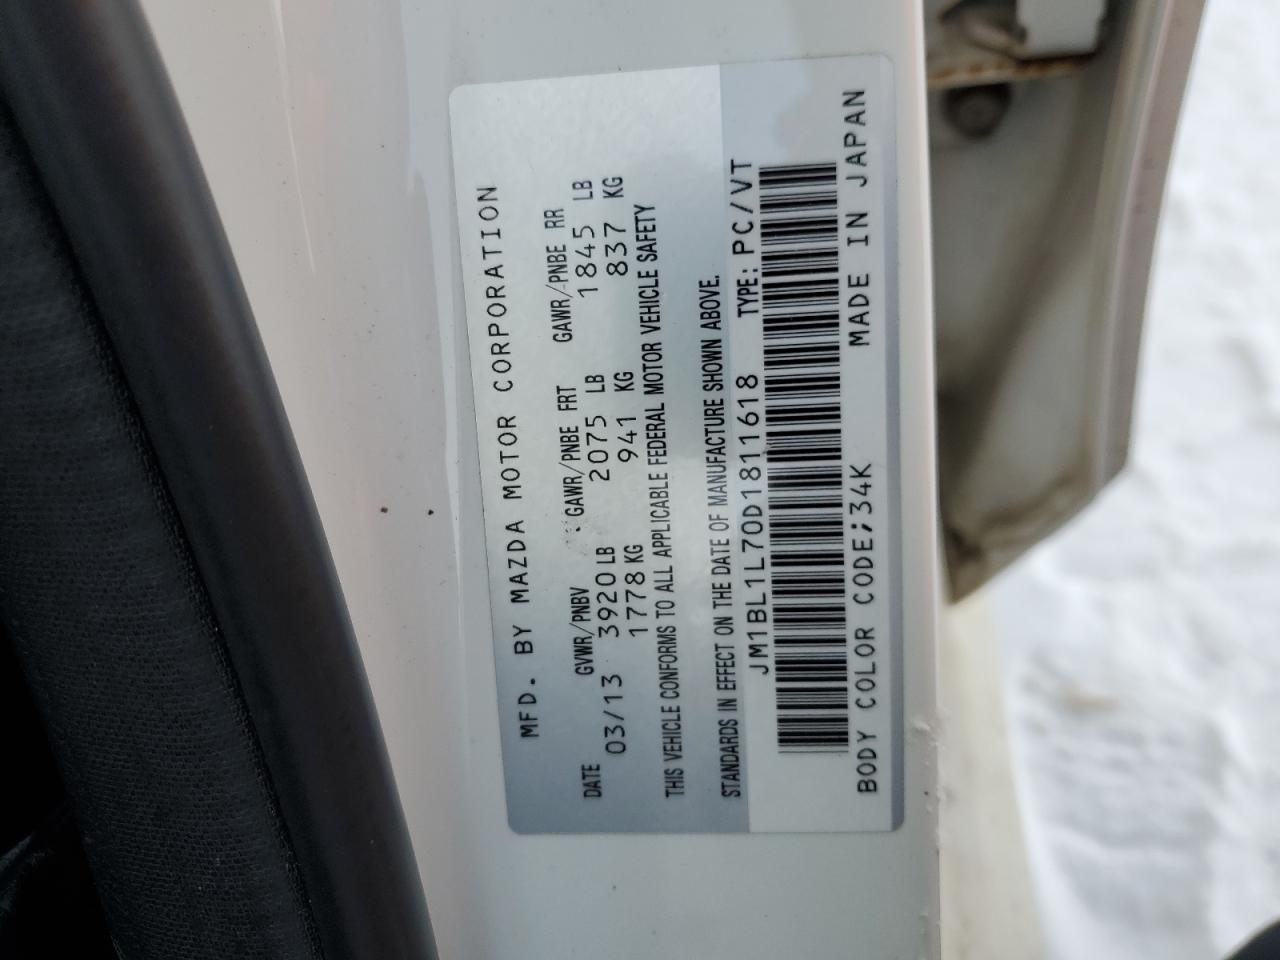 MFD. BY MAZDA MOTOR CORPORATION
DATE GVWR/PNBV GAWR/PNBE FRT GAWR/PNBE RR
03/13 3920 LB 2075 LB 1845 LB
1778 KG 941 KG 837 KG
THIS VEHICLE CONFORMS TO ALL APPLICABLE FEDERAL MOTOR VEHICLE SAFETY
STANDARDS IN EFFECT ON THE DATE OF MANUFACTURE SHOWN ABOVE.
JM1BL1L70D1811618 TYPE: PC/VT
BODY COLOR CODE;34K MADE IN JAPAN